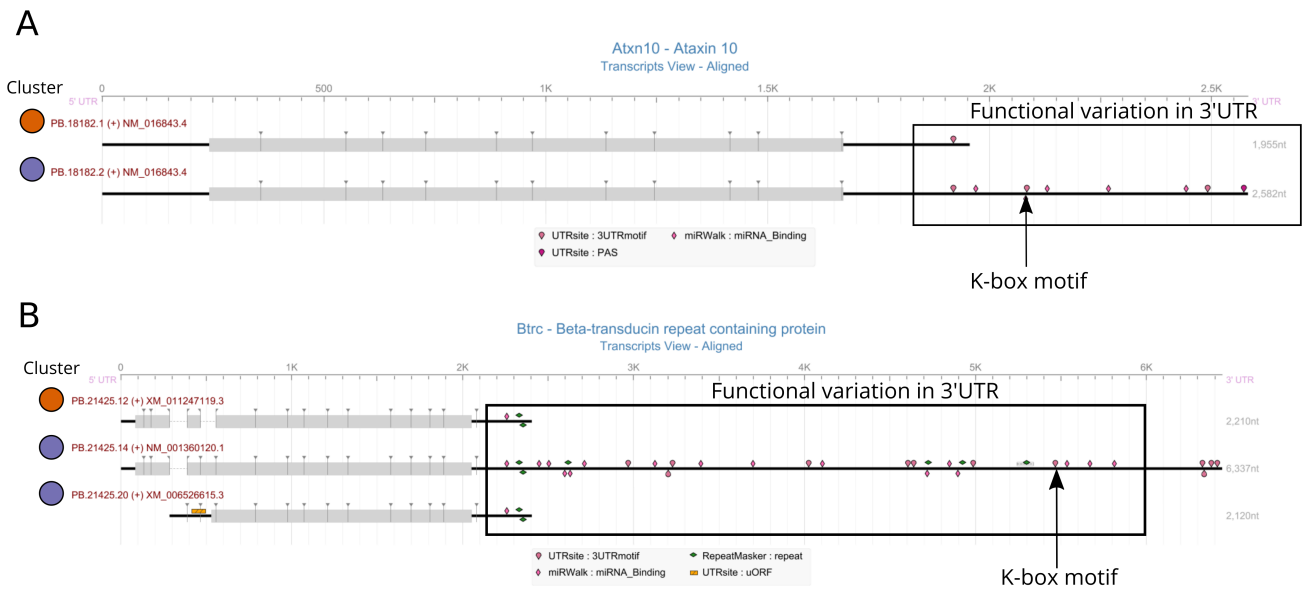 A
Atxn10 - Ataxin 10
Transcripts View - Aligned
Cluster
0 500 1K 1.5K 2K 2.5K
5' UTR 3' UTR
Functional variation in 3'UTR
PB.18182.1 (+) NM_016843.4
1,955nt
PB.18182.2 (+) NM_016843.4
2,582nt
UTRsite : 3UTRmotif miRWalk : miRNA_Binding
UTRsite : PAS
K-box motif
B
Btrc - Beta-transducin repeat containing protein
Transcripts View - Aligned
Cluster
0 1K 2K 3K 4K 5K 6K
5' UTR 3' UTR
Functional variation in 3'UTR
PB.21425.12 (+) XM_011247119.3
2,210nt
PB.21425.14 (+) NM_001360120.1
6,337nt
PB.21425.20 (+) XM_006526615.3
2,120nt
UTRsite : 3UTRmotif RepeatMasker : repeat
miRWalk : miRNA_Binding UTRsite : uORF
K-box motif